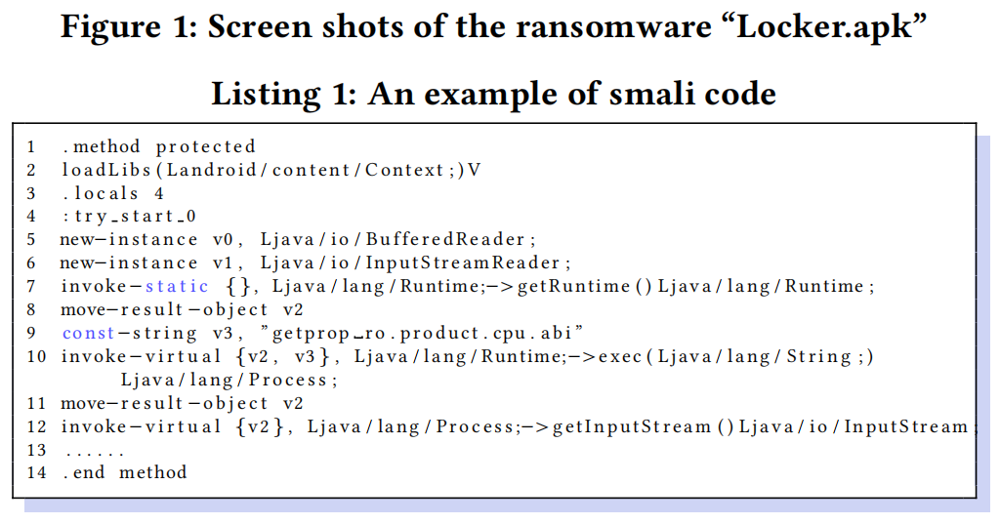 Figure 1: Screen shots of the ransomware “Locker.apk”
Listing 1: An example of smali code
1 .method protected
2 loadLibs(Landroid/content/Context;)V
3 .locals 4
4 :try_start_0
5 new-instance v0, Ljava/io/BufferedReader;
6 new-instance v1, Ljava/io/InputStreamReader;
7 invoke-static {}, Ljava/lang/Runtime;->getRuntime()Ljava/lang/Runtime;
8 move-result-object v2
9 const-string v3, "getprop_ro.product.cpu.abi"
10 invoke-virtual {v2, v3}, Ljava/lang/Runtime;->exec(Ljava/lang/String;)
Ljava/lang/Process;
11 move-result-object v2
12 invoke-virtual {v2}, Ljava/lang/Process;->getInputStream()Ljava/io/InputStream;
13 ......
14 .end method